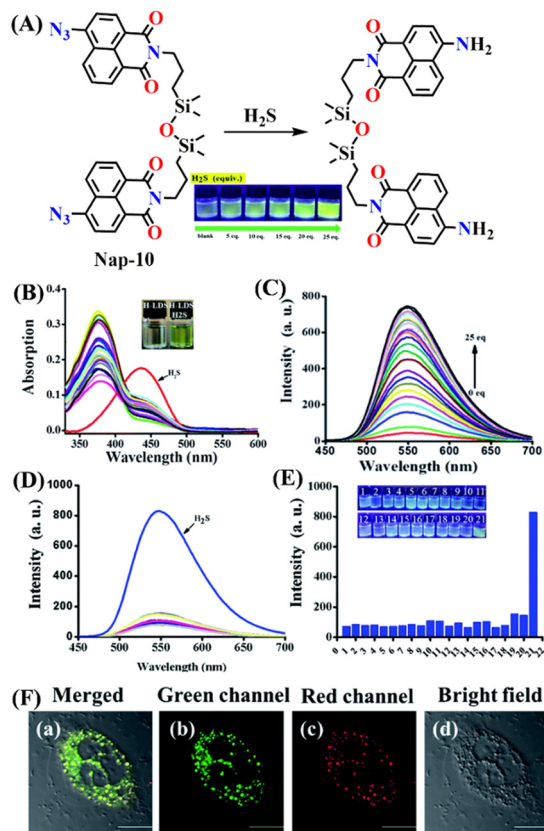 (A)
N3
O
N
O
Si
O
Si
N3
O
N
O
Nap-10
H2S
H2S (equiv.)
blank 5 eq. 10 eq. 15 eq. 20 eq. 25 eq.
O
NH2
N
O
Si
O
Si
O
N
NH2
O
(B)
Absorption
0.4
0.3
0.2
0.1
0.0
H-LDS H-LDS
H2S
H2S
350 400 450 500 550 600
Wavelength (nm)
(C)
Intensity (a. u.)
800
600
400
200
0
25 eq
0 eq
450 500 550 600 650 700
Wavelength (nm)
(D)
Intensity (a. u.)
1000
800
600
400
200
0
H2S
450 500 550 600 650 700
Wavelength (nm)
(E)
Intensity (a. u.)
1000
800
600
400
200
0
1 2 3 4 5 6 7 8 9 10 11
12 13 14 15 16 17 18 19 20 21
0 1 2 3 4 5 6 7 8 9 10 11 12 13 14 15 16 17 18 19 20 21 22
(F) Merged Green channel Red channel Bright field
(a) (b) (c) (d)